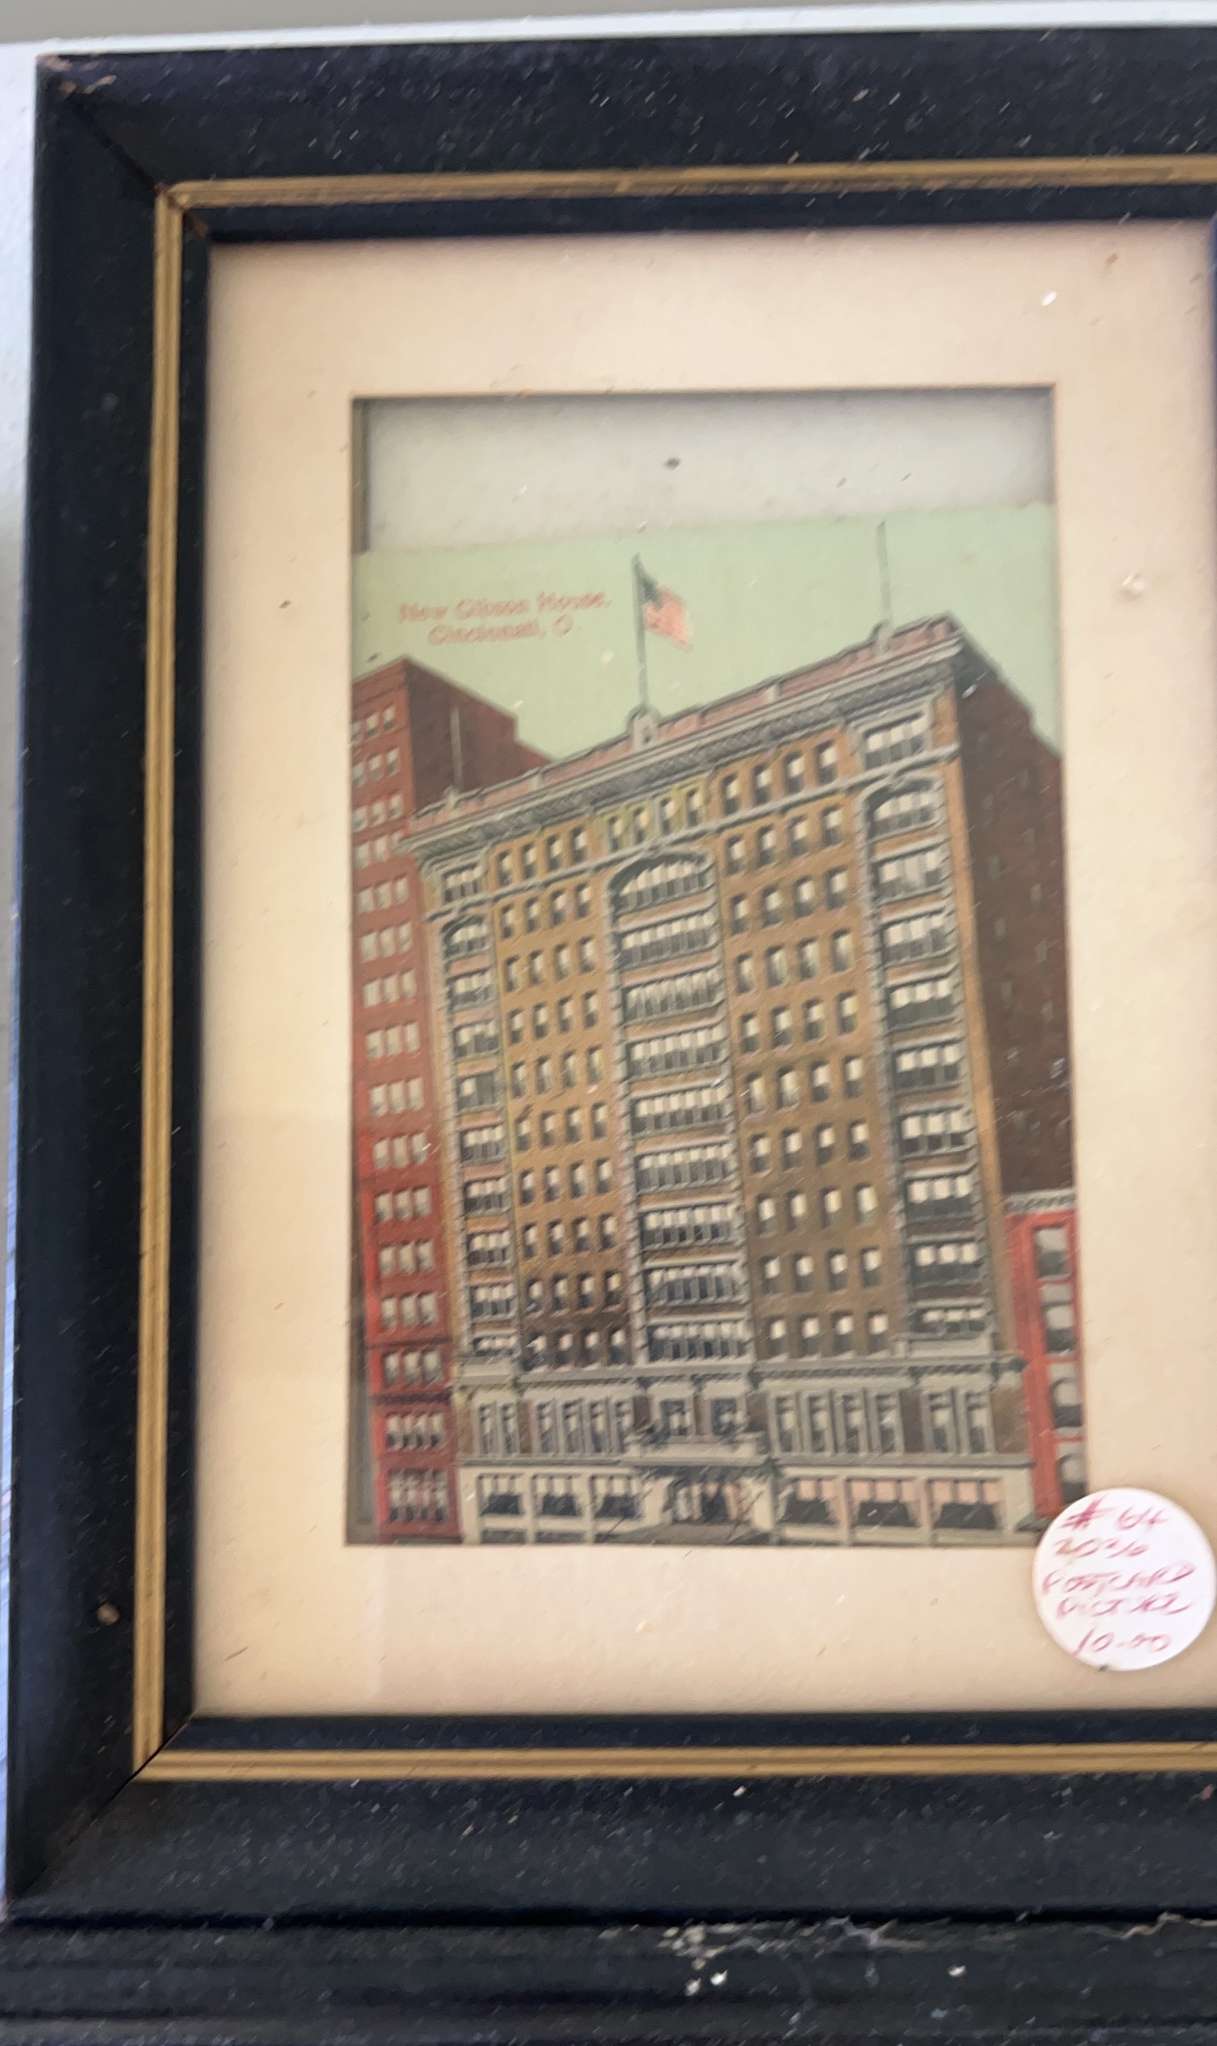 New Gibson House,
Cincinnati, O
# 64
POSTCARD
PICTURE
10.00